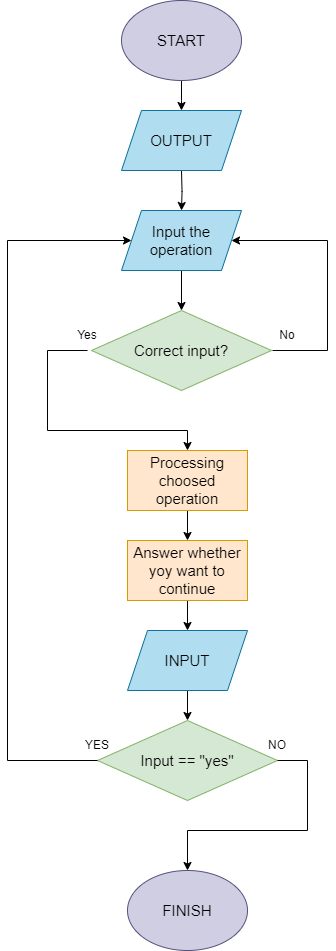 START
OUTPUT
Input the
operation
Yes
No
Correct input?
Processing
choosed
operation
Answer whether
yoy want to
continue
INPUT
YES
NO
Input == "yes"
FINISH